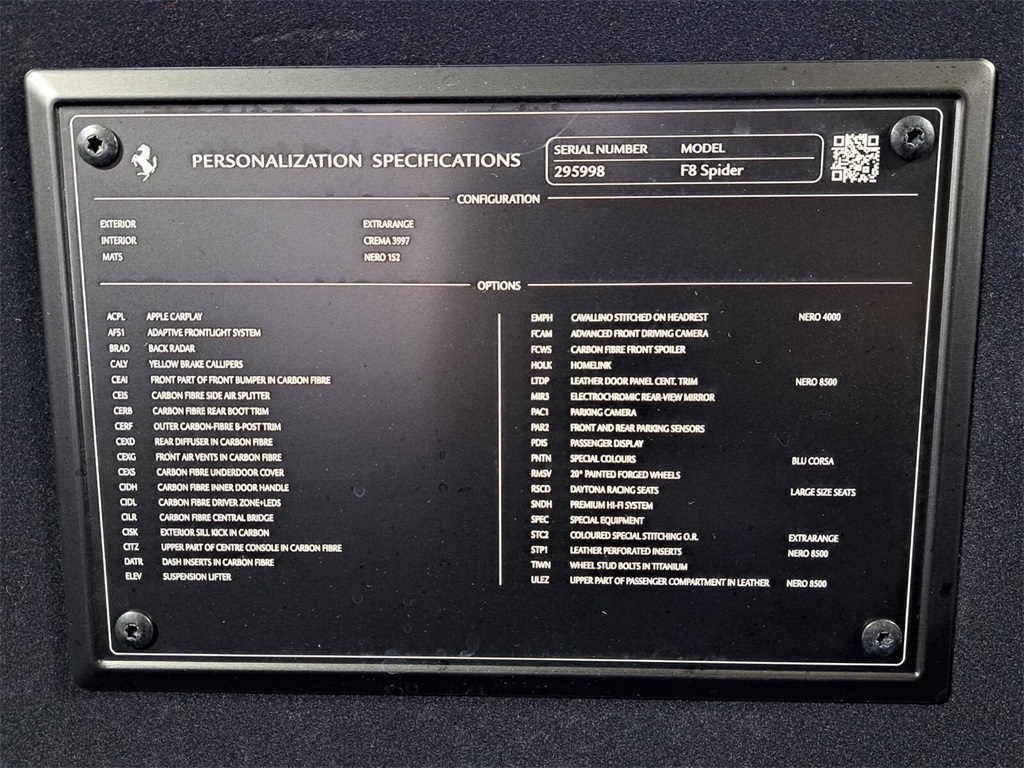 PERSONALIZATION SPECIFICATIONS
SERIAL NUMBER MODEL
295998 F8 Spider
CONFIGURATION
EXTERIOR EXTRARANGE
INTERIOR CREMA 3997
MATS NERO 152
OPTIONS
ACPL APPLE CARPLAY
AFS1 ADAPTIVE FRONTLIGHT SYSTEM
BRAD BACK RADAR
CALY YELLOW BRAKE CALLIPERS
CEA1 FRONT PART OF FRONT BUMPER IN CARBON FIBRE
CEIS CARBON FIBRE SIDE AIR SPLITTER
CERB CARBON FIBRE REAR BOOT TRIM
CERF OUTER CARBON-FIBRE B-POST TRIM
CEXD REAR DIFFUSER IN CARBON FIBRE
CEXG FRONT AIR VENTS IN CARBON FIBRE
CEXS CARBON FIBRE UNDERDOOR COVER
CIDH CARBON FIBRE INNER DOOR HANDLE
CIDL CARBON FIBRE DRIVER ZONE+LEDS
CILR CARBON FIBRE CENTRAL BRIDGE
CISK EXTERIOR SILL KICK IN CARBON
CITZ UPPER PART OF CENTRE CONSOLE IN CARBON FIBRE
DATR DASH INSERTS IN CARBON FIBRE
ELEV SUSPENSION LIFTER
EMPH CAVALLINO STITCHED ON HEADREST NERO 4000
FCAM ADVANCED FRONT DRIVING CAMERA
FCWS CARBON FIBRE FRONT SPOILER
HOLK HOMELINK
LTDP LEATHER DOOR PANEL CENT. TRIM NERO 8500
MIR3 ELECTROCHROMIC REAR-VIEW MIRROR
PAC1 PARKING CAMERA
PAR2 FRONT AND REAR PARKING SENSORS
PDIS PASSENGER DISPLAY
PNTN SPECIAL COLOURS BLU CORSA
RMSV 20" PAINTED FORGED WHEELS
RSCD DAYTONA RACING SEATS LARGE SIZE SEATS
SNDH PREMIUM HI-FI SYSTEM
SPEC SPECIAL EQUIPMENT
STC2 COLOURED SPECIAL STITCHING O.R. EXTRARANGE
STP1 LEATHER PERFORATED INSERTS NERO 8500
TIWN WHEEL STUD BOLTS IN TITANIUM
ULEZ UPPER PART OF PASSENGER COMPARTMENT IN LEATHER NERO 8500